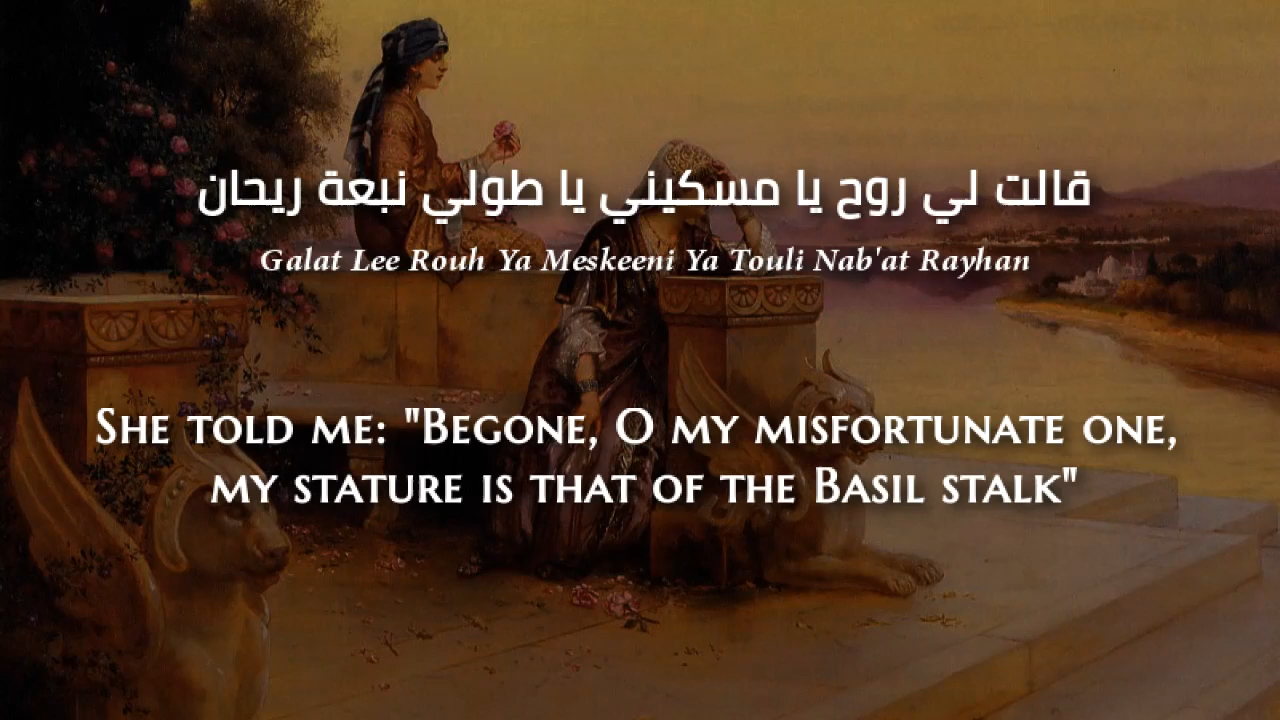 قالت لي روح يا مسكيني يا طولي نبعة ريحان
Galat Lee Rouh Ya Meskeeni Ya Touli Nab'at Rayhan
She told me: "Begone, O my misfortunate one,
my stature is that of the Basil stalk"